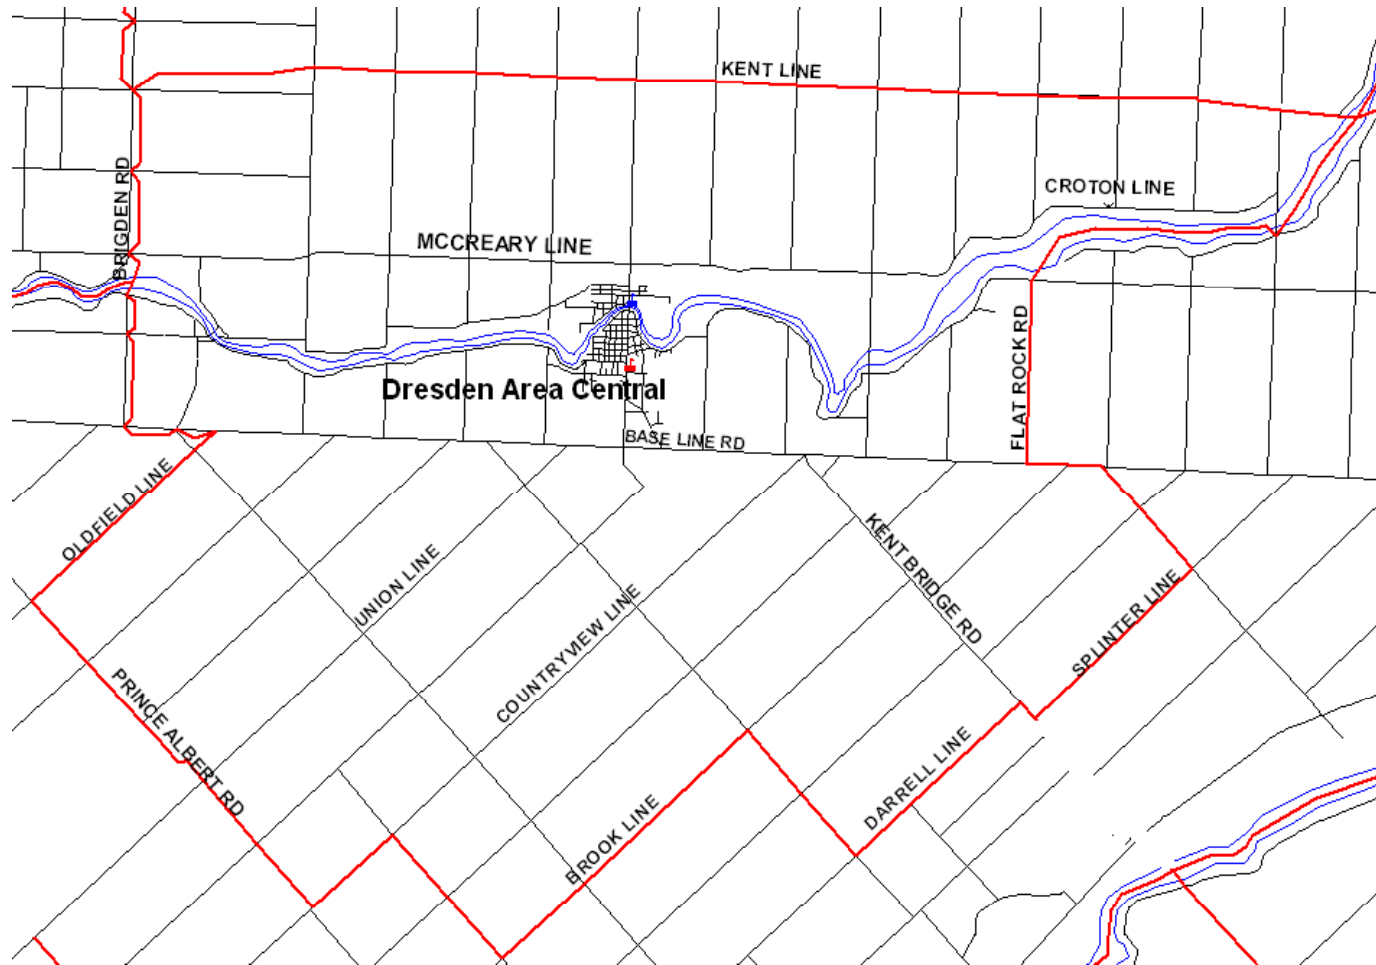 KENT LINE
CROTON LINE
BRIGDEN RD
MCCREARY LINE
FLAT ROCK RD
Dresden Area Central
BASE LINE RD
OLDFIELD LINE
KENT BRIDGE RD
UNION LINE
COUNTRYVIEW LINE
SPLINTER LINE
PRINCE ALBERT RD
DARRELL LINE
BROOK LINE